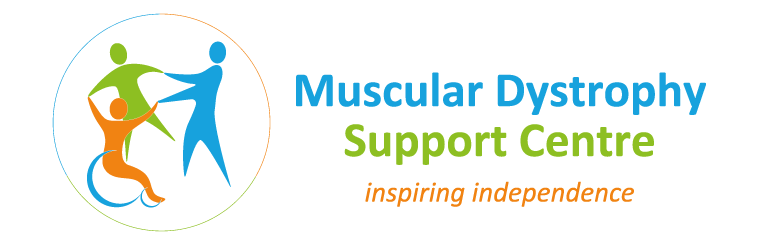 Muscular Dystrophy
Support Centre
inspiring independence